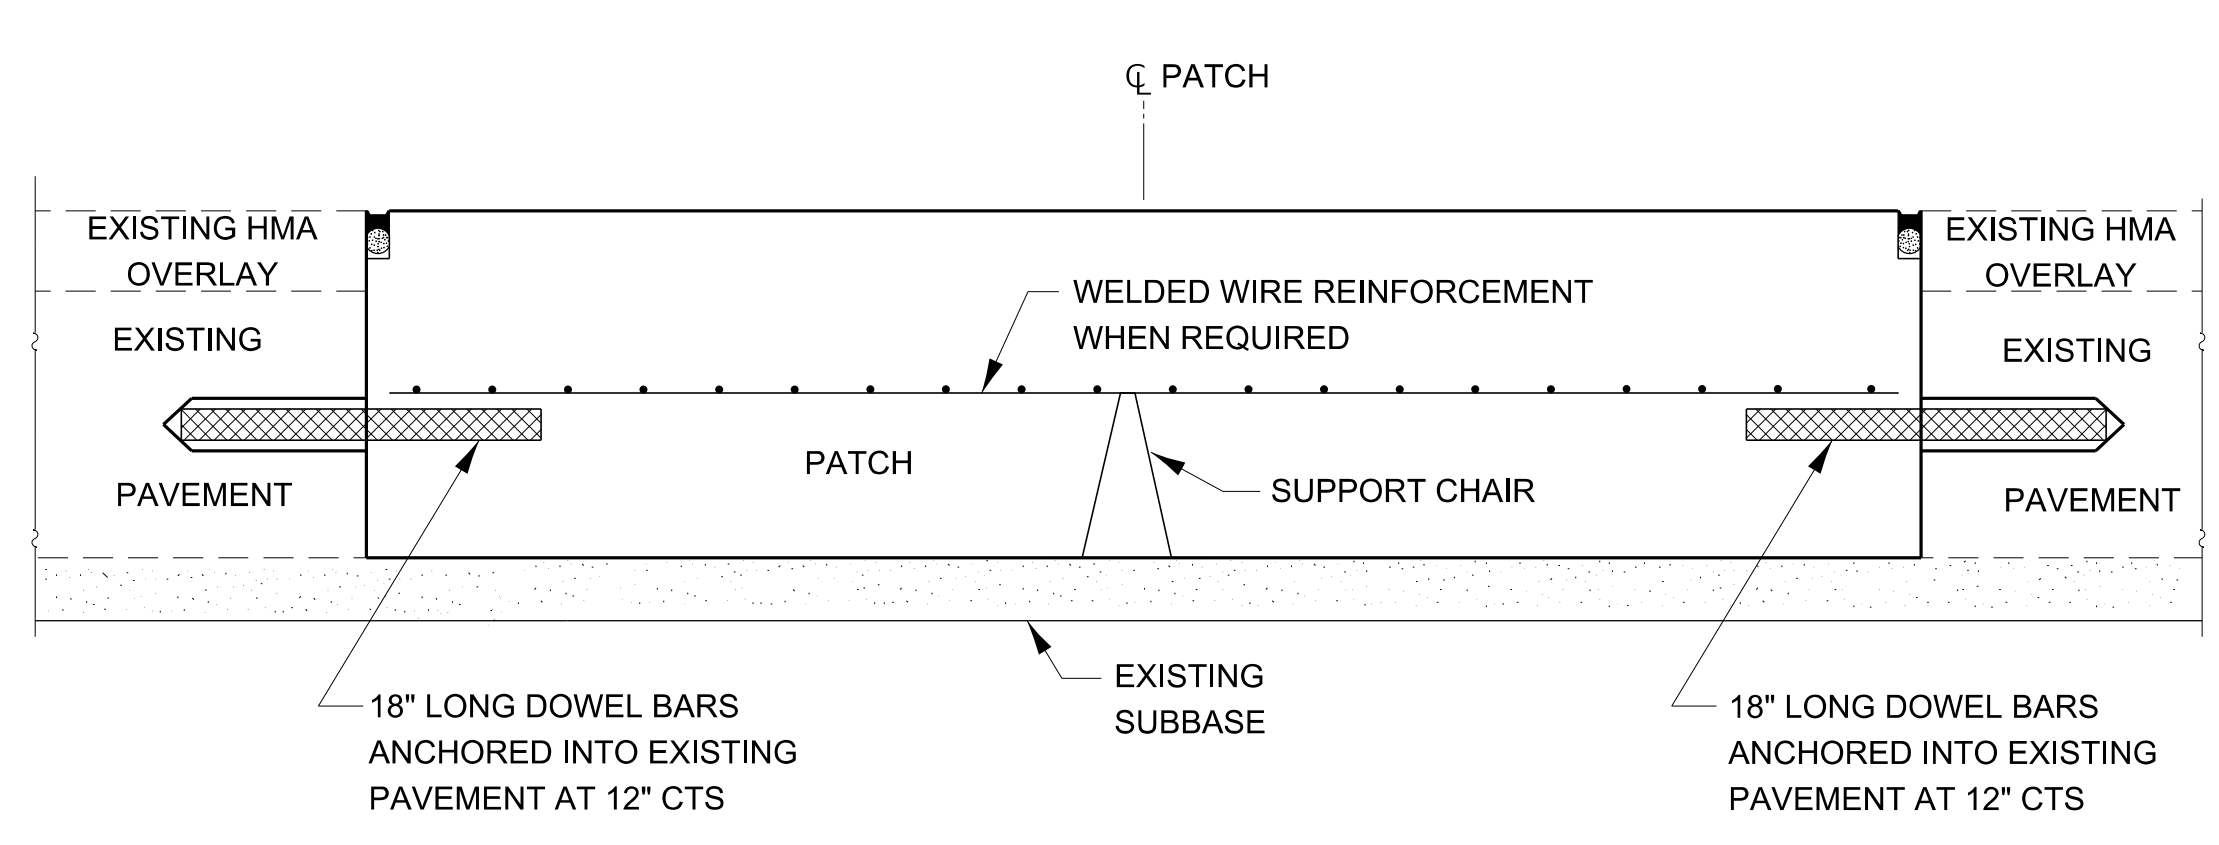 ℄ PATCH
EXISTING HMA
OVERLAY
EXISTING HMA
OVERLAY
WELDED WIRE REINFORCEMENT
WHEN REQUIRED
EXISTING
EXISTING
PATCH
SUPPORT CHAIR
PAVEMENT
PAVEMENT
EXISTING
SUBBASE
18" LONG DOWEL BARS
ANCHORED INTO EXISTING
PAVEMENT AT 12" CTS
18" LONG DOWEL BARS
ANCHORED INTO EXISTING
PAVEMENT AT 12" CTS